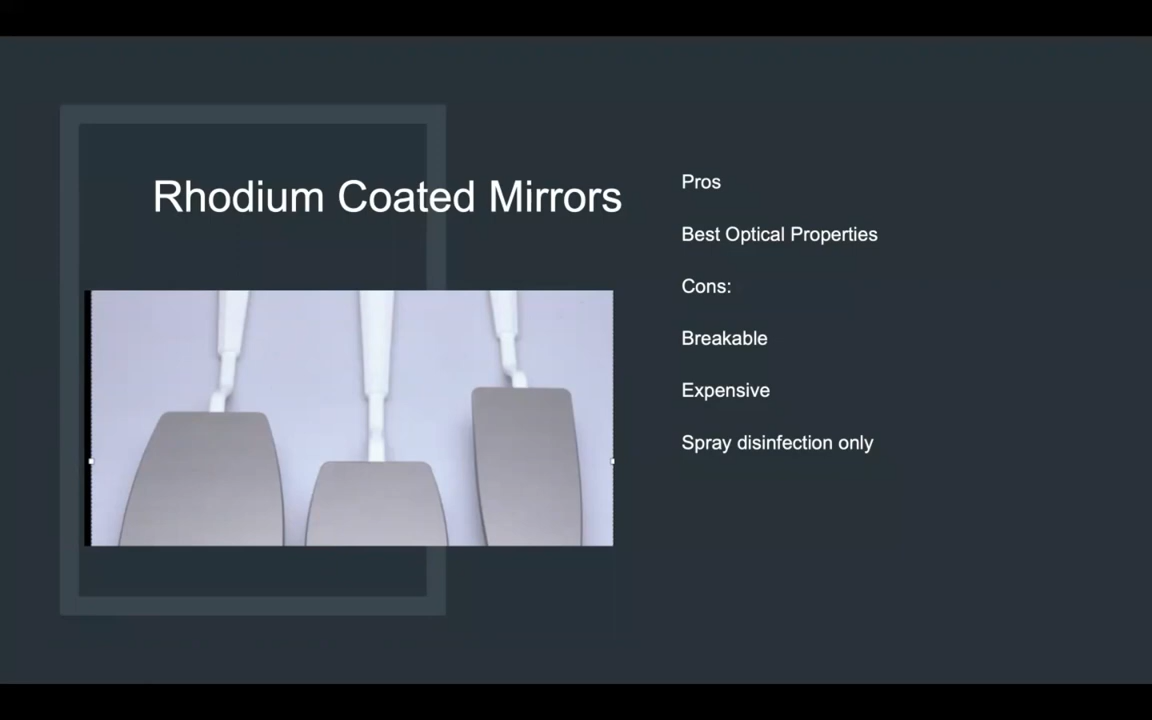 Rhodium Coated Mirrors
Pros
Best Optical Properties
Cons:
Breakable
Expensive
Spray disinfection only